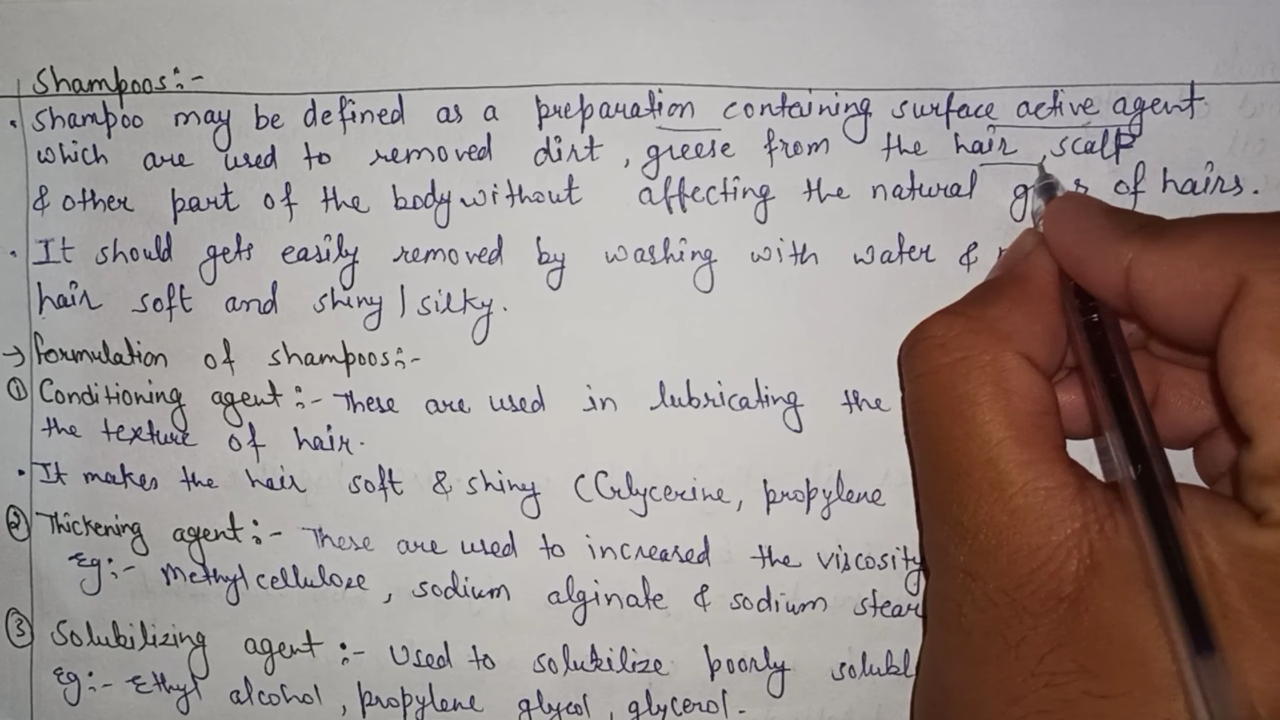 Shampoos:-
• Shampoo may be defined as a preparation containing surface active agent
which are used to removed dirt, greese from the hair, scalp
& other part of the body without affecting the natural of hairs.
• It should gets easily removed by washing with water &
hair soft and shiny / silky.
→ Formulation of shampoos:-
① Conditioning agent:- These are used in lubricating the
the texture of hair.
• It makes the hair soft & shiny (Glycerine, propylene
② Thickening agent:- These are used to increased the viscosity
Eg:- Methylcellulose, sodium alginate & sodium stear
③ Solubilizing agent:- Used to solubilize poorly solubl
Eg:- Ethyl alcohol, propylene glycol, glycerol.